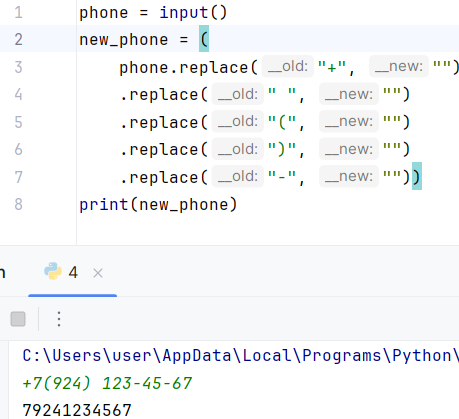 1 phone = input()
2 new_phone = (
3 phone.replace(__old: "+", __new: "")
4 .replace(__old: " ", __new: "")
5 .replace(__old: "(", __new: "")
6 .replace(__old: ")", __new: "")
7 .replace(__old: "-", __new: ""))
8 print(new_phone)
n 4 ×
C:\Users\user\AppData\Local\Programs\Python\
+7(924) 123-45-67
79241234567